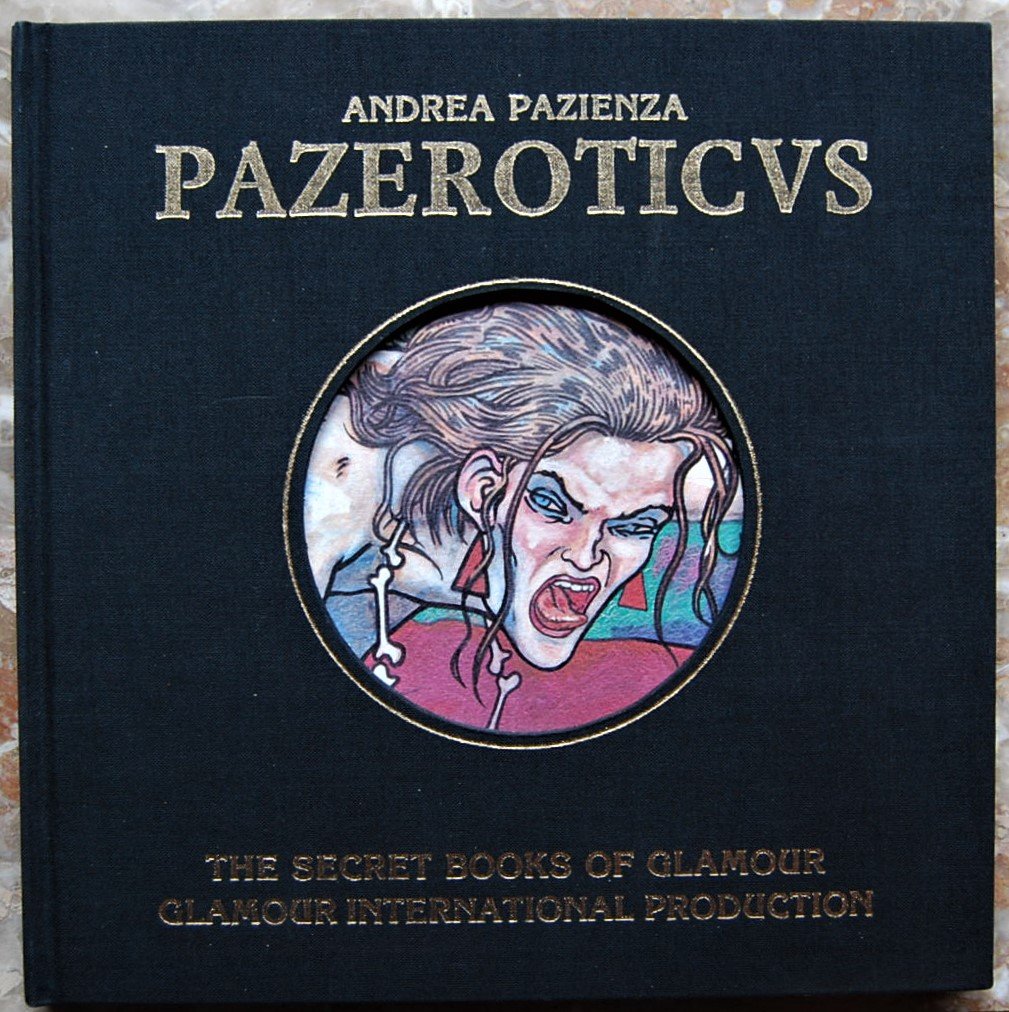 ANDREA PAZIENZA
PAZEROTICVS
THE SECRET BOOKS OF GLAMOUR
GLAMOUR INTERNATIONAL PRODUCTION